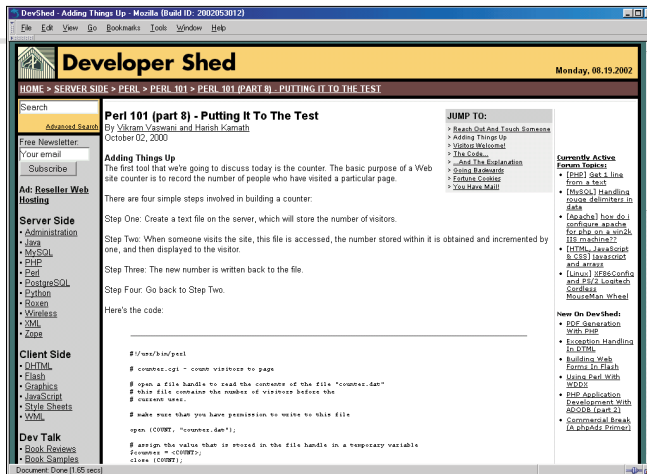 DevShed - Adding Things Up - Mozilla {Build ID: 2002053012}
File Edit View Go Bookmarks Tools Window Help
Developer Shed
Monday, 08.19.2002
HOME > SERVER SIDE > PERL > PERL 101 > PERL 101 (PART 8) - PUTTING IT TO THE TEST
Search
Advanced Search
Free Newsletter:
Your email
Subscribe
Ad: Reseller Web
Hosting
Server Side
• Administration
• Java
• MySQL
• PHP
• Perl
• PostgreSQL
• Python
• Roxen
• Wireless
• XML
• Zope
Client Side
• DHTML
• Flash
• Graphics
• JavaScript
• Style Sheets
• WML
Dev Talk
• Book Reviews
• Book Samples
Perl 101 (part 8) - Putting It To The Test
By Vikram Vaswani and Harish Kamath
October 02, 2000
JUMP TO:
> Reach Out And Touch Someone
> Adding Things Up
> Visitors Welcome!
> The Code...
> ...And The Explanation
> Going Backwards
> Fortune Cookies
> You Have Mail!
Adding Things Up
The first tool that we're going to discuss today is the counter. The basic purpose of a Web
site counter is to record the number of people who have visited a particular page.
There are four simple steps involved in building a counter:
Step One: Create a text file on the server, which will store the number of visitors.
Step Two: When someone visits the site, this file is accessed, the number stored within it is obtained and incremented by
one, and then displayed to the visitor.
Step Three: The new number is written back to the file.
Step Four: Go back to Step Two.
Here's the code:
#!/usr/bin/perl
# counter.cgi - count visitors to page
# open a file handle to read the contents of the file "counter.dat"
# this file contains the number of visitors before the
# current user.
# make sure that you have permission to write to this file
open (COUNT, "counter.dat");
# assign the value that is stored in the file handle in a temporary variable
$counter = <COUNT>;
close (COUNT);
Currently Active
Forum Topics:
• [PHP] Get 1 line
from a text
• [MySQL] Handling
rouge delimiters in
data
• [Apache] how do i
configure apache
for php on a win2k
IIS machine??
• [HTML, JavaScript
& CSS] javascript
and arrays
• [Linux] XF86Config
and PS/2 Logitech
Cordless
MouseMan Wheel
New On DevShed:
• PDF Generation
With PHP
• Exception Handling
In DTML
• Building Web
Forms In Flash
• Using Perl With
WDDX
• PHP Application
Development With
ADODB (part 2)
• Commercial Break
(A phpAds Primer)
Document: Done (1.65 secs)